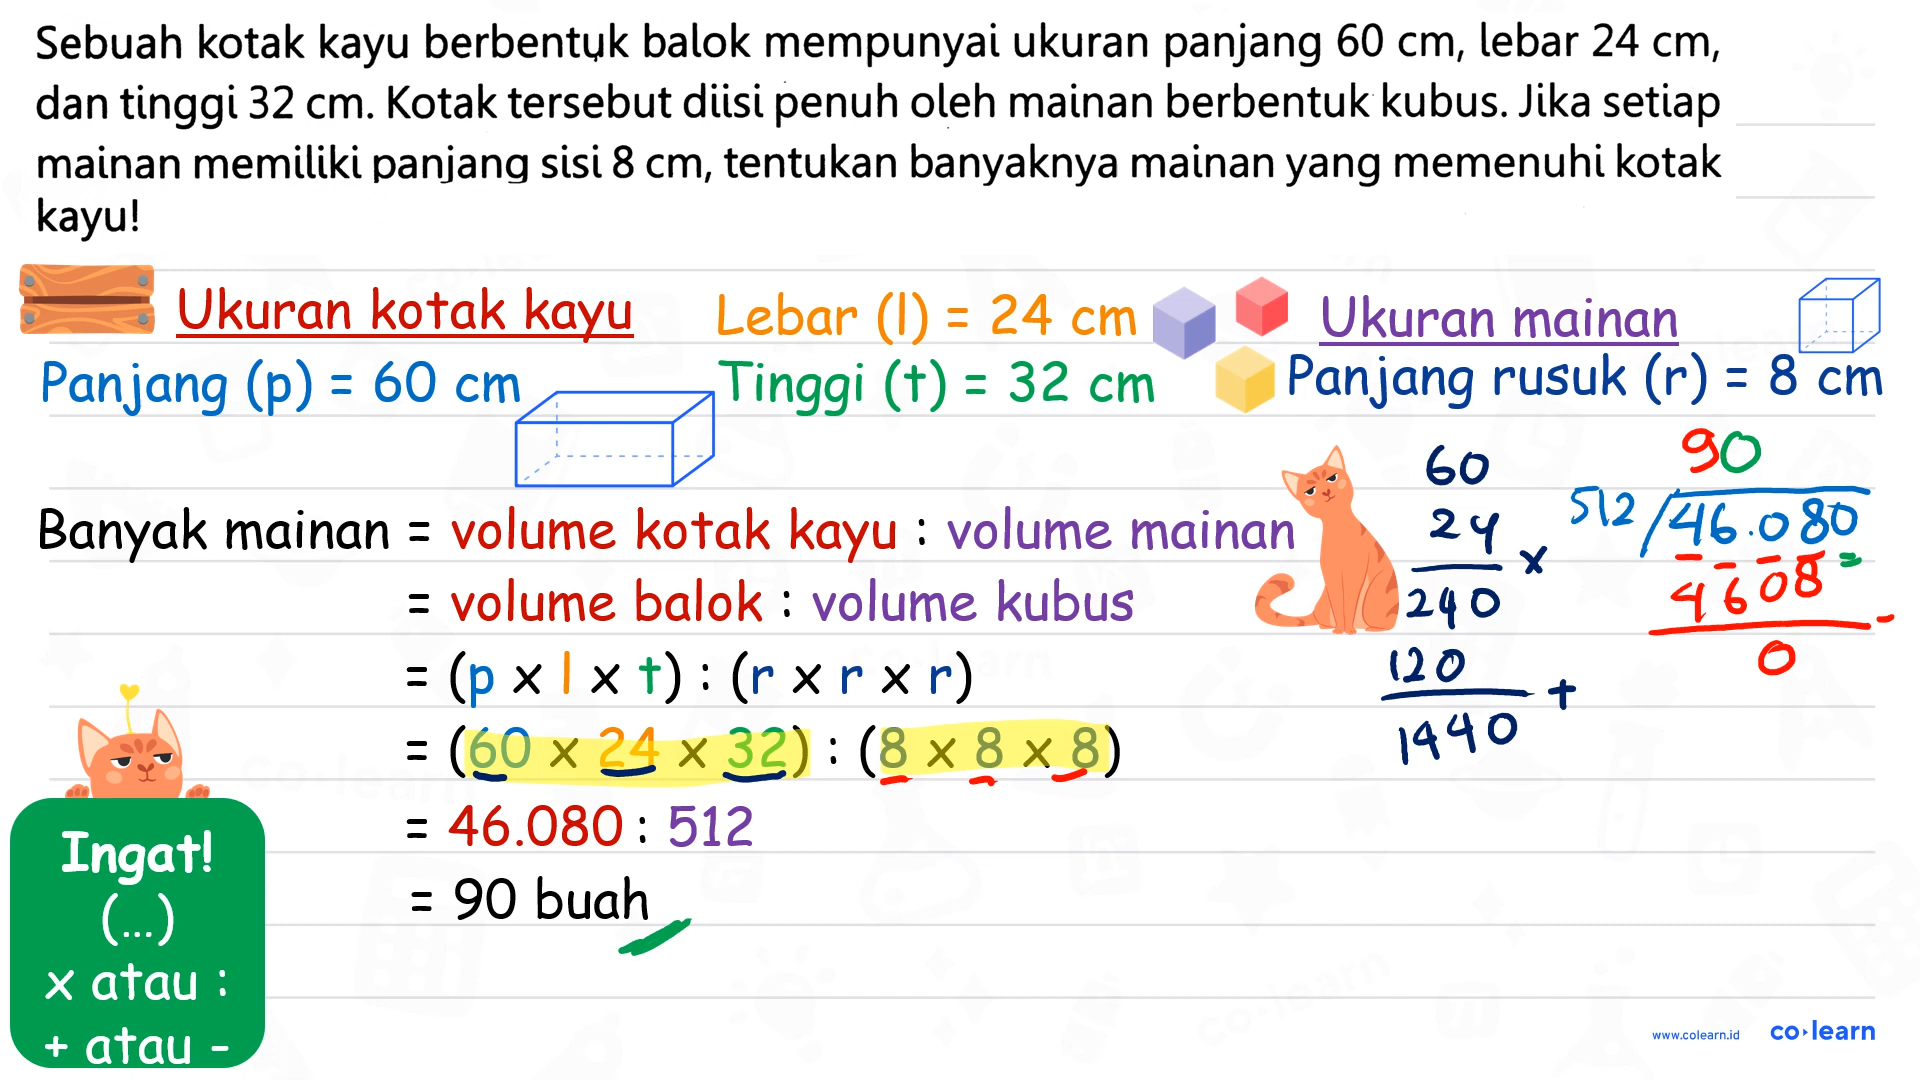 Sebuah kotak kayu berbentuk balok mempunyai ukuran panjang 60 cm, lebar 24 cm,
dan tinggi 32 cm. Kotak tersebut diisi penuh oleh mainan berbentuk kubus. Jika setiap
mainan memiliki panjang sisi 8 cm, tentukan banyaknya mainan yang memenuhi kotak
kayu!
Ukuran kotak kayu
Panjang (p) = 60 cm
Lebar (l) = 24 cm
Tinggi (t) = 32 cm
Ukuran mainan
Panjang rusuk (r) = 8 cm
Banyak mainan = volume kotak kayu : volume mainan
= volume balok : volume kubus
= (p x l x t) : (r x r x r)
= (60 x 24 x 32) : (8 x 8 x 8)
= 46.080 : 512
= 90 buah
60
24
x
240
120
+
1440
90
512 / 46.080
4608
-
0
Ingat!
(...)
x atau :
+ atau -
www.colearn.id
co·learn